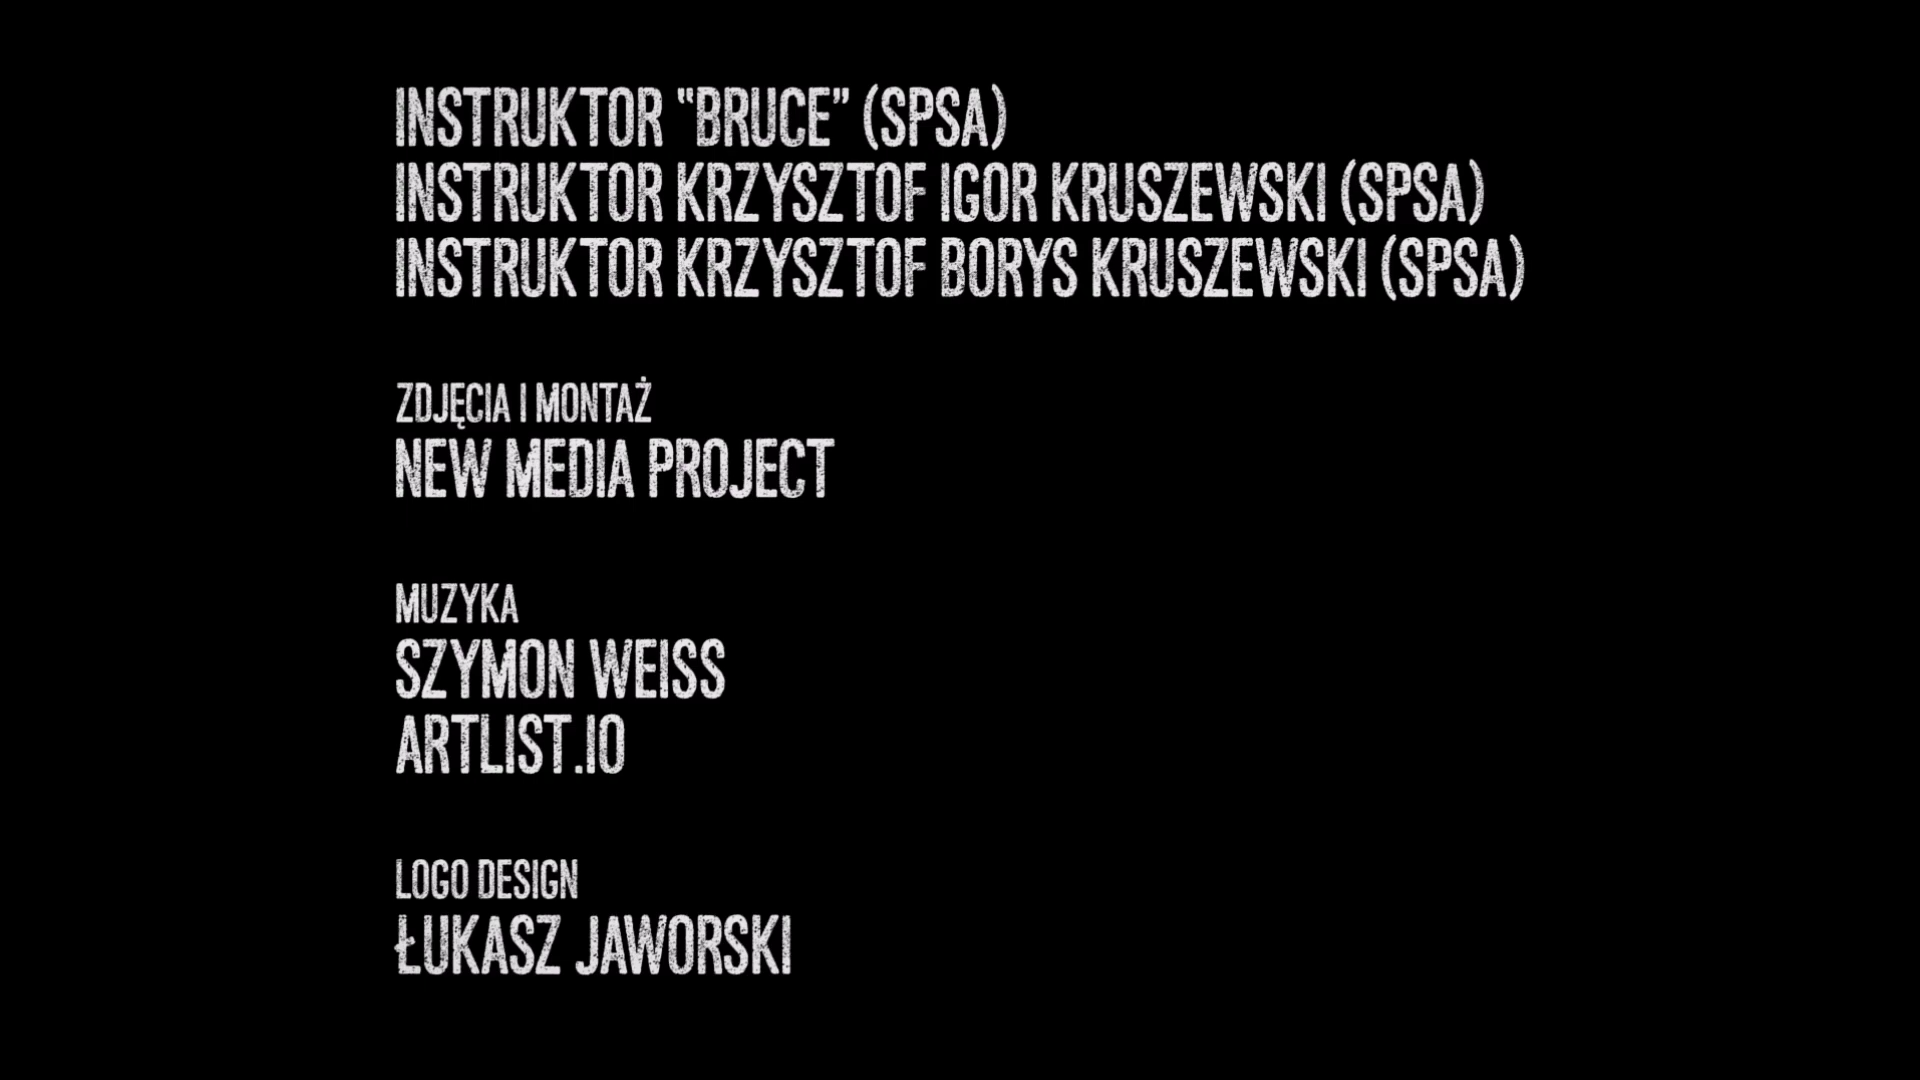 INSTRUKTOR “BRUCE” (SPSA)
INSTRUKTOR KRZYSZTOF IGOR KRUSZEWSKI (SPSA)
INSTRUKTOR KRZYSZTOF BORYS KRUSZEWSKI (SPSA)
ZDJĘCIA I MONTAŻ
NEW MEDIA PROJECT
MUZYKA
SZYMON WEISS
ARTLIST.IO
LOGO DESIGN
ŁUKASZ JAWORSKI